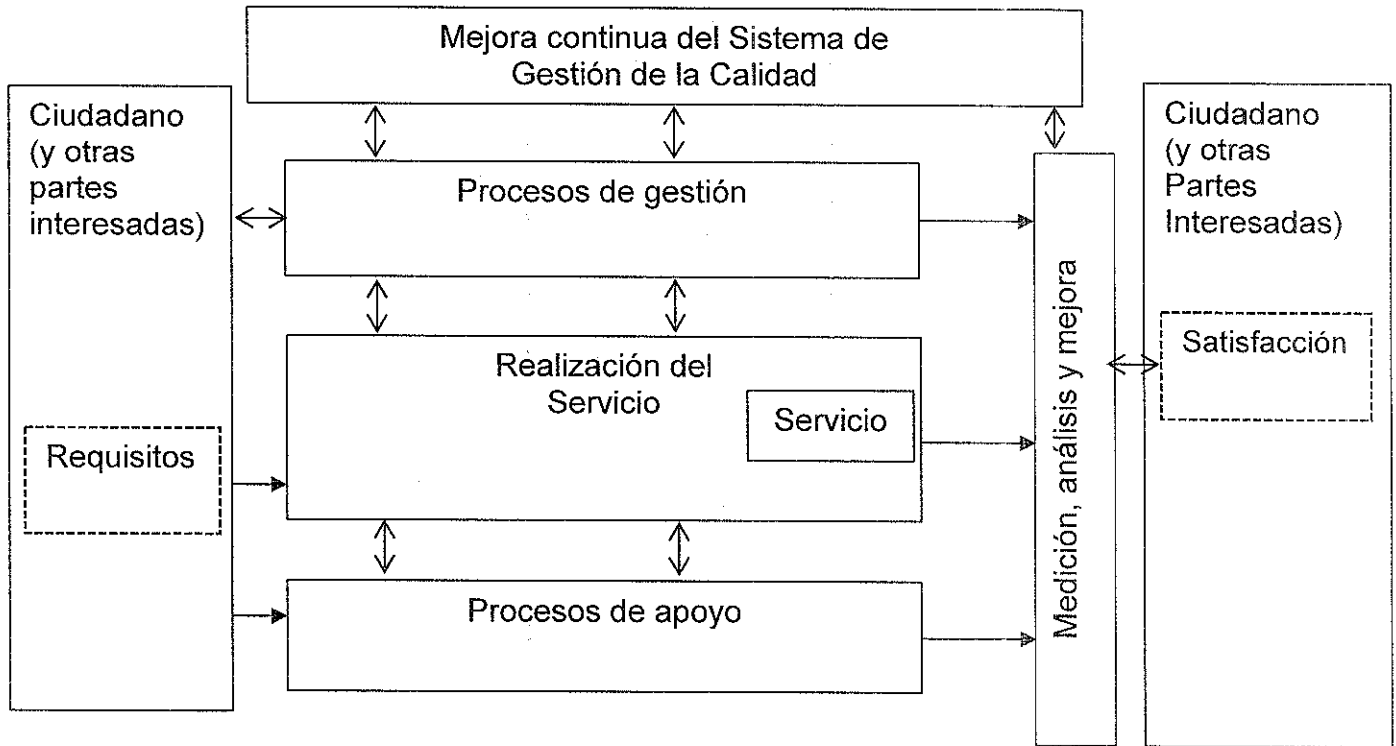 Mejora continua del Sistema de
Gestión de la Calidad
Ciudadano
(y otras
partes
interesadas)
Requisitos
Procesos de gestión
Realización del
Servicio
Servicio
Procesos de apoyo
Medición, análisis y mejora
Ciudadano
(y otras
Partes
Interesadas)
Satisfacción